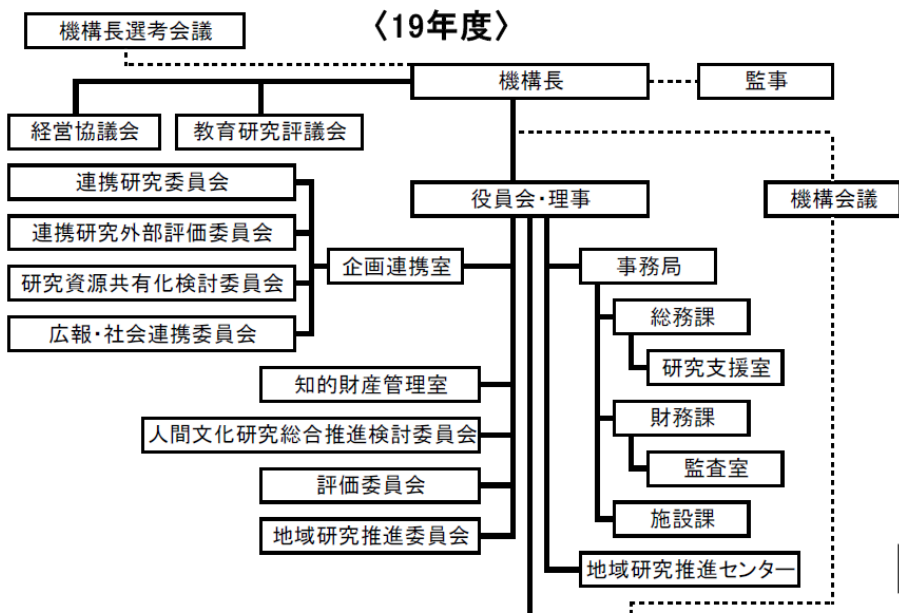 〈19年度〉
機構長選考会議
機構長
監事
経営協議会
教育研究評議会
連携研究委員会
役員会・理事
機構会議
連携研究外部評価委員会
企画連携室
事務局
研究資源共有化検討委員会
総務課
広報・社会連携委員会
研究支援室
知的財産管理室
財務課
人間文化研究総合推進検討委員会
監査室
評価委員会
施設課
地域研究推進委員会
地域研究推進センター